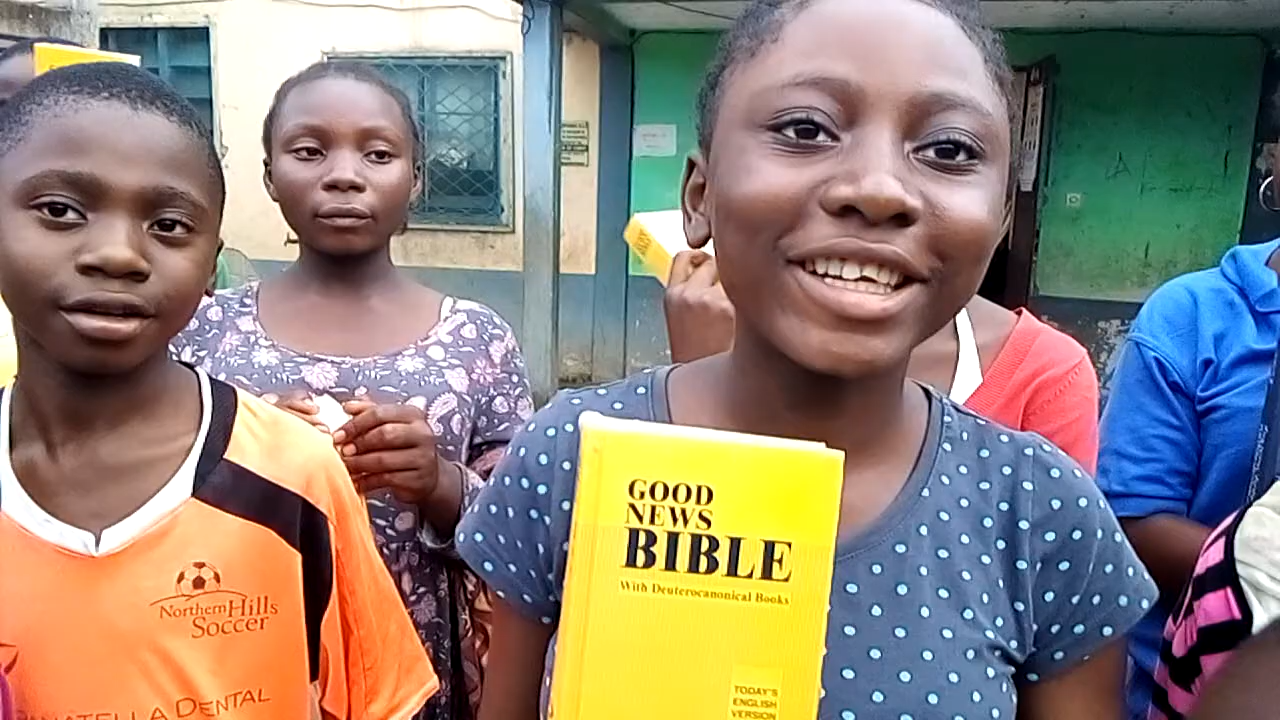 GOOD
NEWS
BIBLE
With Deuterocanonical Books
TODAY'S
ENGLISH
VERSION
Northern Hills
Soccer
DENTAL